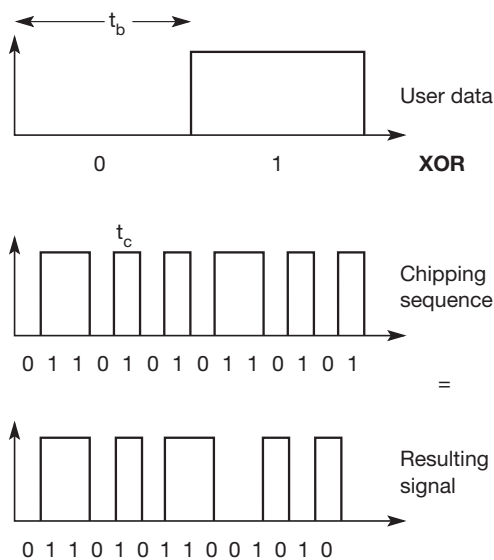 t_b
User data
0 1 XOR
t_c
Chipping
sequence
0 1 1 0 1 0 1 0 1 1 0 1 0 1
=
Resulting
signal
0 1 1 0 1 0 1 1 0 0 1 0 1 0